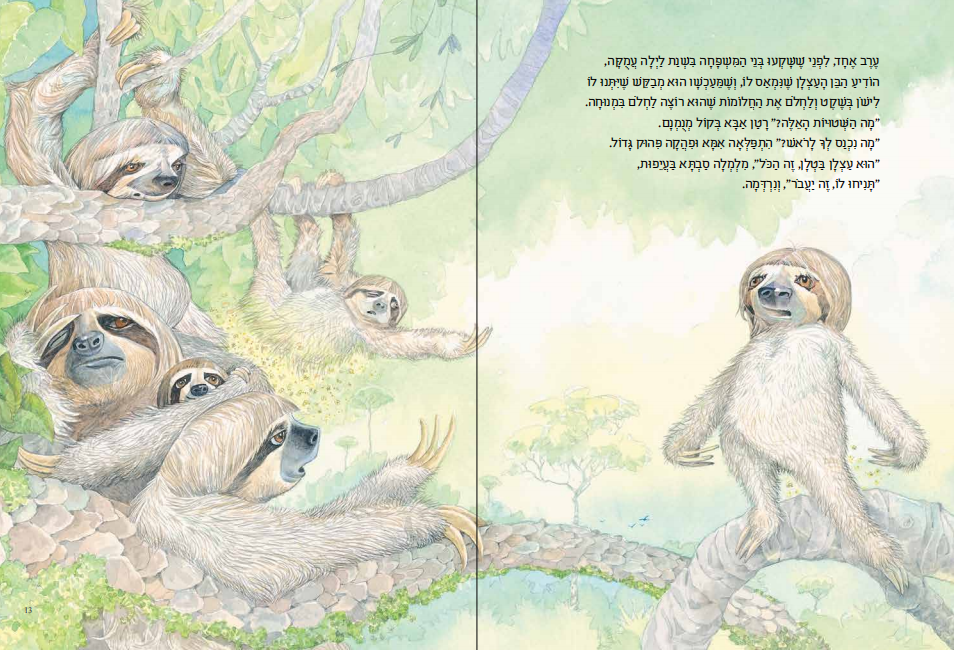 עֶרֶב אֶחָד, לִפְנֵי שֶׁשָּׁקְעוּ בְּנֵי הַמִּשְׁפָּחָה בִּשְׁנַת לַיְלָה עֲמֻקָּה,
הוֹדִיעַ הַבֵּן הָעַצְלָן שֶׁנִּמְאַס לוֹ, וְשֶׁמֵּעַכְשָׁו הוּא מְבַקֵּשׁ שֶׁיִּתְּנוּ לוֹ
לִישֹׁן בְּשֶׁקֶט וְלַחְלֹם אֶת הַחֲלוֹמוֹת שֶׁהוּא רוֹצֶה לַחְלֹם בִּמְנוּחָה.
"מָה הַשְּׁטוּיּוֹת הָאֵלֶּה?" רָטַן אַבָּא בְּקוֹל מְנֻמְנָם.
"מָה נִכְנַס לְךָ לָרֹאשׁ?" הִתְפַּלְּאָה אִמָּא וּפִהֲקָה פִּהוּק גָּדוֹל.
"הוּא עַצְלָן בַּטְלָן, זֶה הַכֹּל", מִלְמְלָה סַבְתָּא בַּעֲיֵפוּת,
"תָּנִיחוּ לוֹ, זֶה יַעֲבֹר", וְנִרְדְּמָה.
13